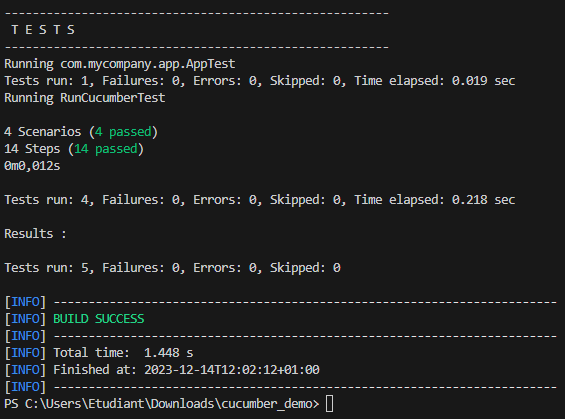 -------------------------------------------------------
 T E S T S
-------------------------------------------------------
Running com.mycompany.app.AppTest
Tests run: 1, Failures: 0, Errors: 0, Skipped: 0, Time elapsed: 0.019 sec
Running RunCucumberTest

4 Scenarios (4 passed)
14 Steps (14 passed)
0m0,012s

Tests run: 4, Failures: 0, Errors: 0, Skipped: 0, Time elapsed: 0.218 sec

Results :

Tests run: 5, Failures: 0, Errors: 0, Skipped: 0

[INFO] ------------------------------------------------------------------------
[INFO] BUILD SUCCESS
[INFO] ------------------------------------------------------------------------
[INFO] Total time:  1.448 s
[INFO] Finished at: 2023-12-14T12:02:12+01:00
[INFO] ------------------------------------------------------------------------
PS C:\Users\Etudiant\Downloads\cucumber_demo>